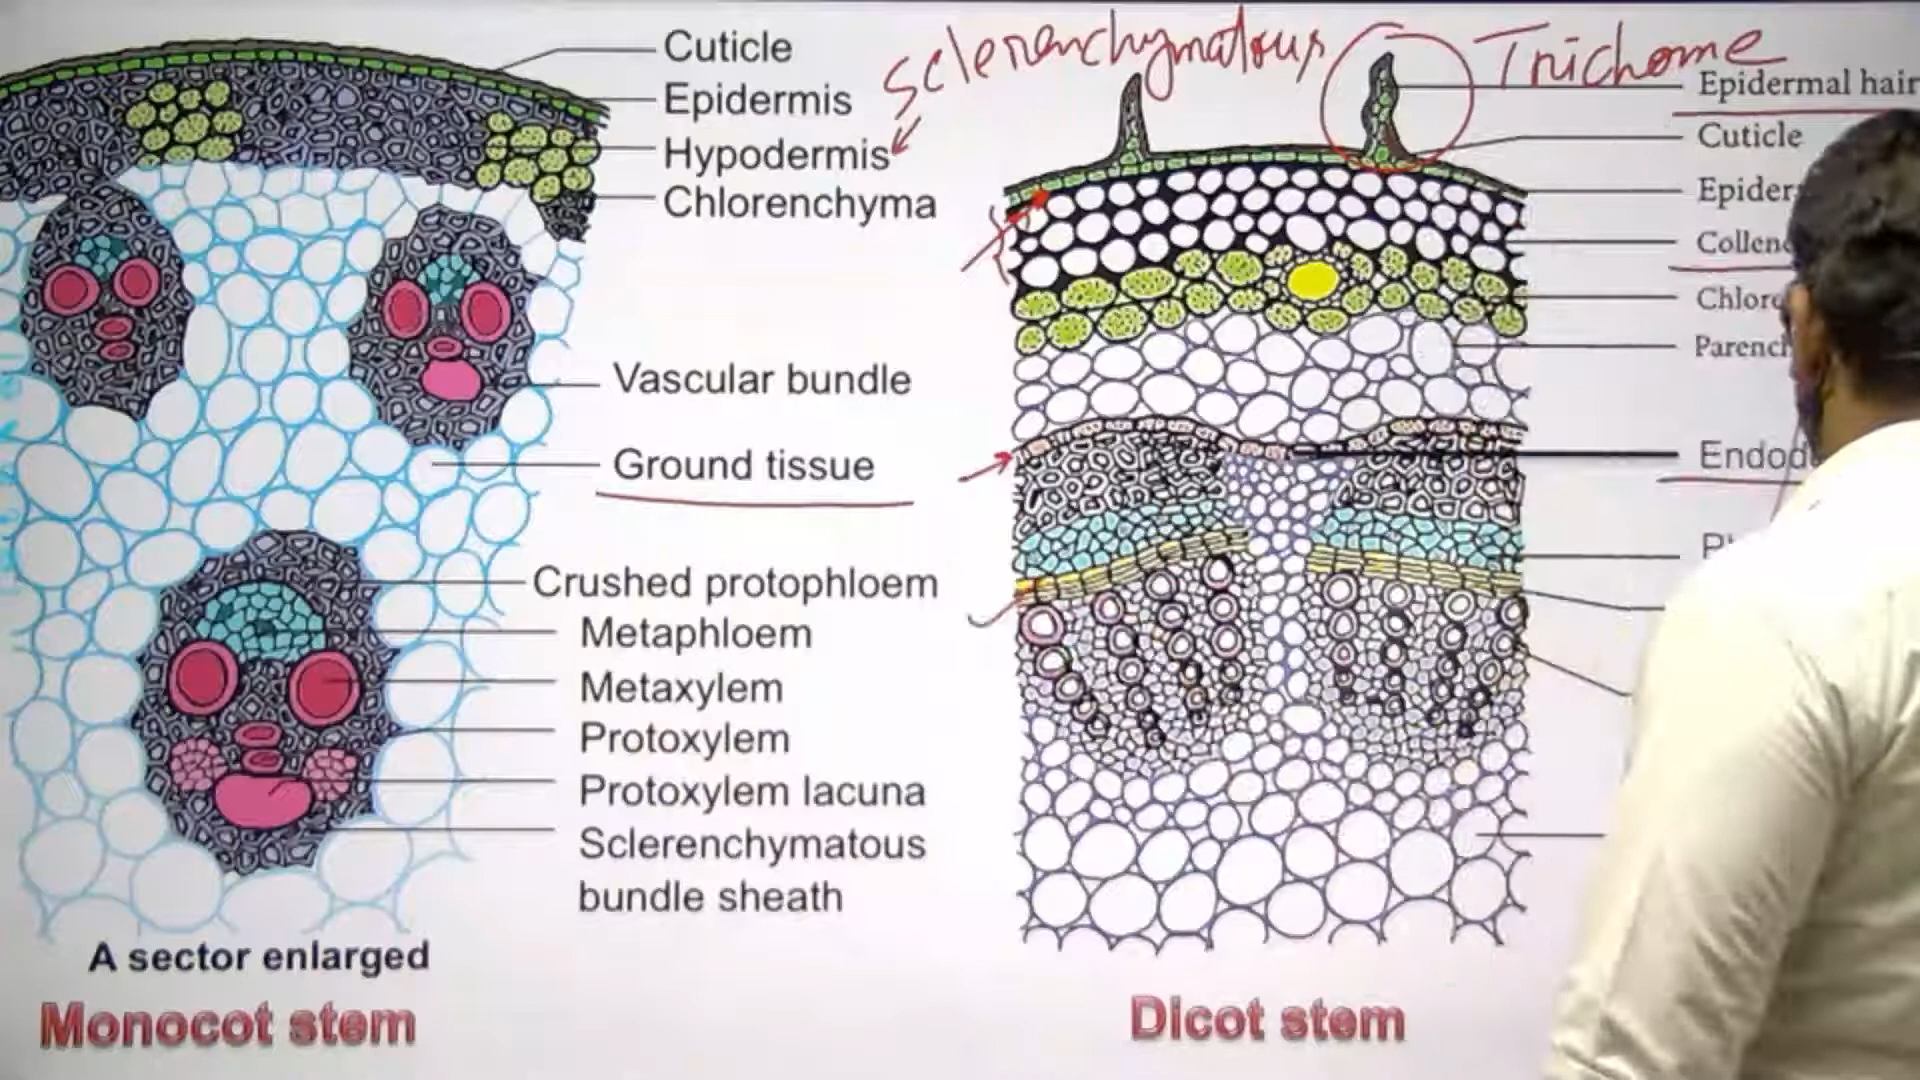 Cuticle
Epidermis
Hypodermis
Chlorenchyma
Vascular bundle
Ground tissue
Crushed protophloem
Metaphloem
Metaxylem
Protoxylem
Protoxylem lacuna
Sclerenchymatous
bundle sheath
A sector enlarged
Monocot stem
Sclerenchymatous
Trichome
Epidermal hair
Cuticle
Dicot stem